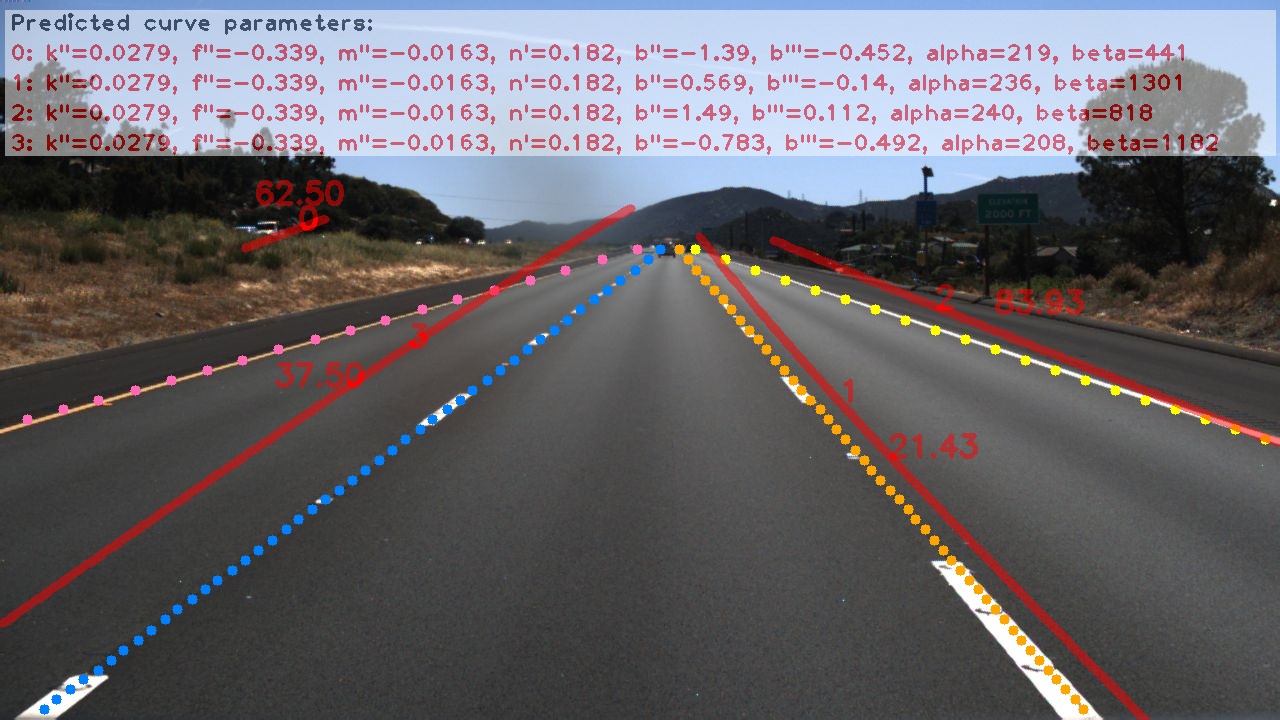 Predicted curve parameters:
0: k''=0.0279, f''=-0.339, m''=-0.0163, n'=0.182, b''=-1.39, b'''=-0.452, alpha=219, beta=441
1: k''=0.0279, f''=-0.339, m''=-0.0163, n'=0.182, b''=0.569, b'''=-0.14, alpha=236, beta=1301
2: k''=0.0279, f''=-0.339, m''=-0.0163, n'=0.182, b''=1.49, b'''=0.112, alpha=240, beta=818
3: k''=0.0279, f''=-0.339, m''=-0.0163, n'=0.182, b''=-0.783, b'''=-0.492, alpha=208, beta=1182
62.50
0
ELEVATION
2000 FT
2
83.93
3
37.50
1
21.43